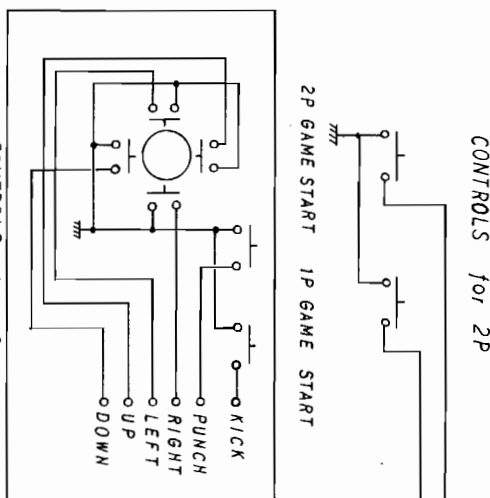 CONTROLS for 2P
2P GAME START 1P GAME START
KICK
PUNCH
RIGHT
LEFT
UP
DOWN